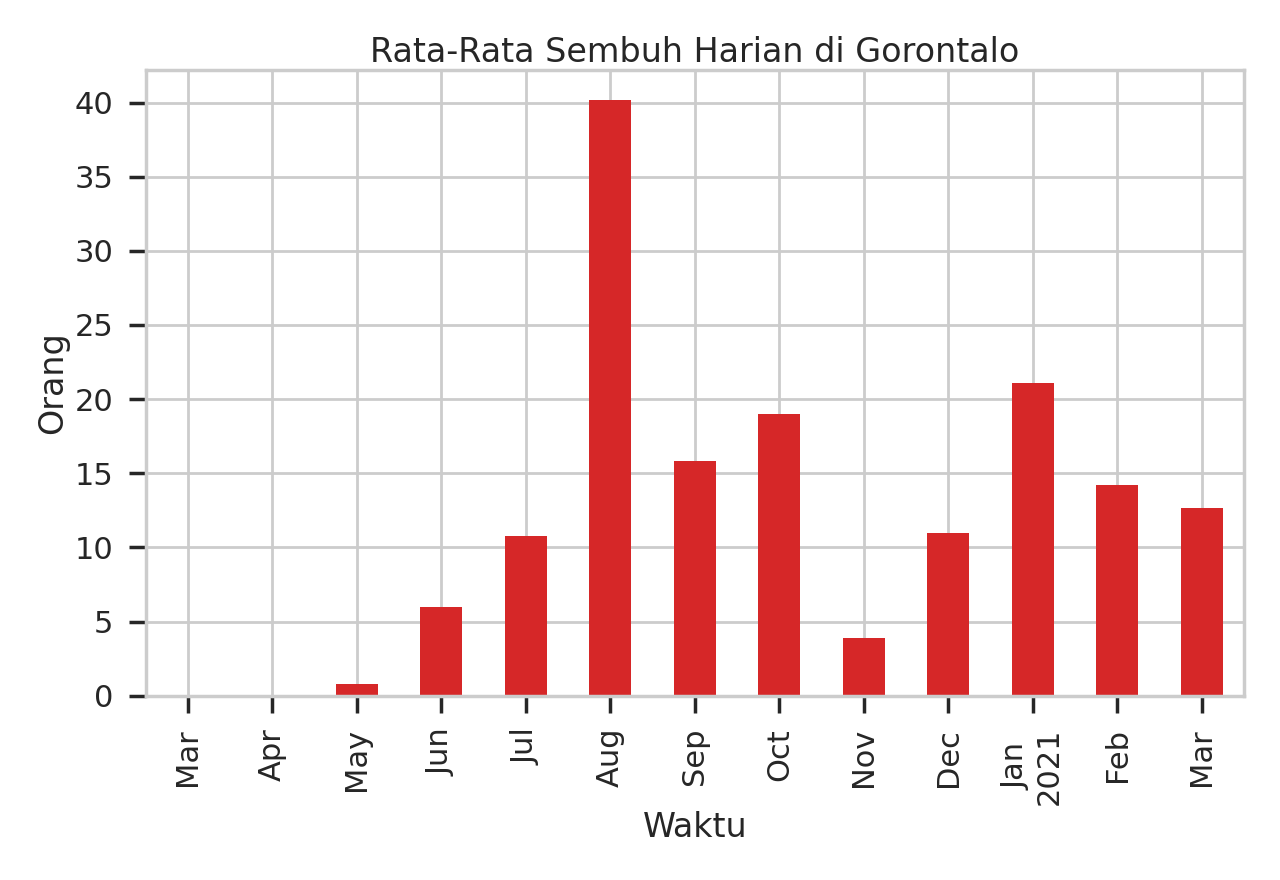 Rata-Rata Sembuh Harian di Gorontalo
40
35
30
25
20
15
10
5
0
Orang
Mar
Apr
May
Jun
Jul
Aug
Sep
Oct
Nov
Dec
Jan
2021
Feb
Mar
Waktu